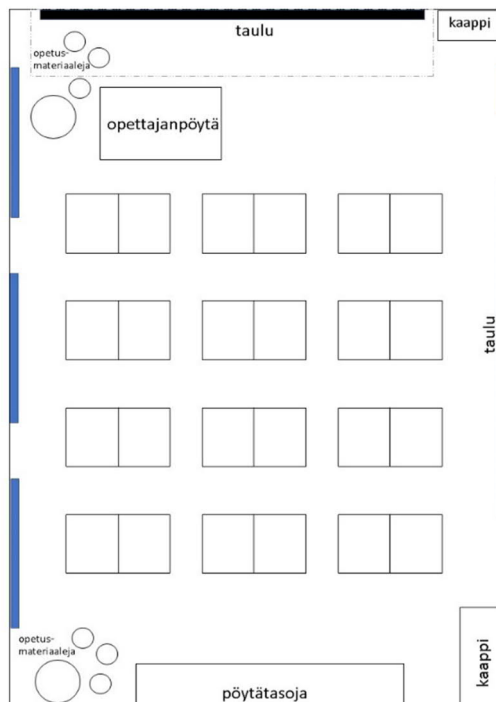 taulu
kaappi
opetus-
materiaaleja
opettajanpöytä
taulu
opetus-
materiaaleja
kaappi
pöytätasoja